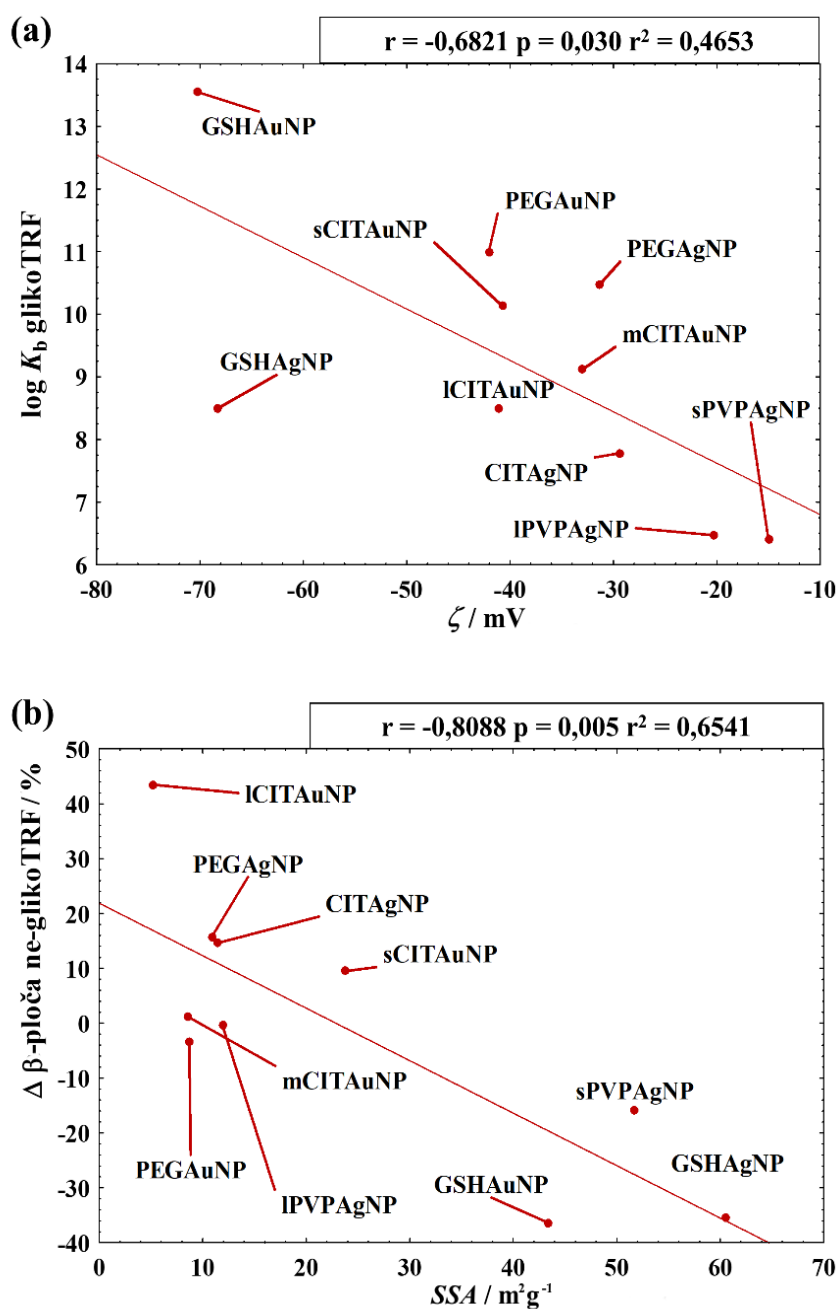 (a)
r = -0,6821 p = 0,030 r² = 0,4653
14
13
12
11
10
9
8
7
6
log Kb glikoTRF
GSHAuNP
PEGAuNP
sCITAuNP
PEGAgNP
mCITAuNP
GSHAgNP
lCITAuNP
sPVPAgNP
CITAgNP
lPVPAgNP
-80 -70 -60 -50 -40 -30 -20 -10
ζ / mV
(b)
r = -0,8088 p = 0,005 r² = 0,6541
50
40
30
20
10
0
-10
-20
-30
-40
Δ β-ploča ne-glikoTRF / %
lCITAuNP
PEGAgNP
CITAgNP
sCITAuNP
mCITAuNP
sPVPAgNP
PEGAuNP
GSHAgNP
lPVPAgNP
GSHAuNP
0 10 20 30 40 50 60 70
SSA / m²g⁻¹